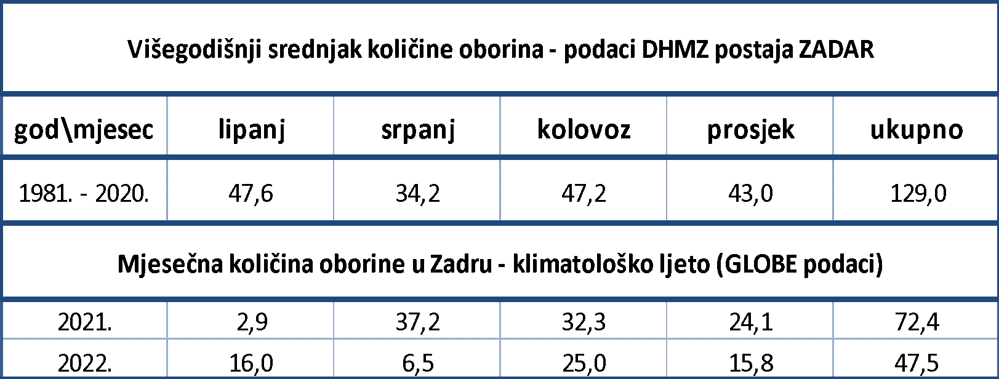 Višegodišnji srednjak količine oborina - podaci DHMZ postaja ZADAR
god\mjesec lipanj srpanj kolovoz prosjek ukupno
1981. - 2020. 47,6 34,2 47,2 43,0 129,0
Mjesečna količina oborine u Zadru - klimatološko ljeto (GLOBE podaci)
2021. 2,9 37,2 32,3 24,1 72,4
2022. 16,0 6,5 25,0 15,8 47,5